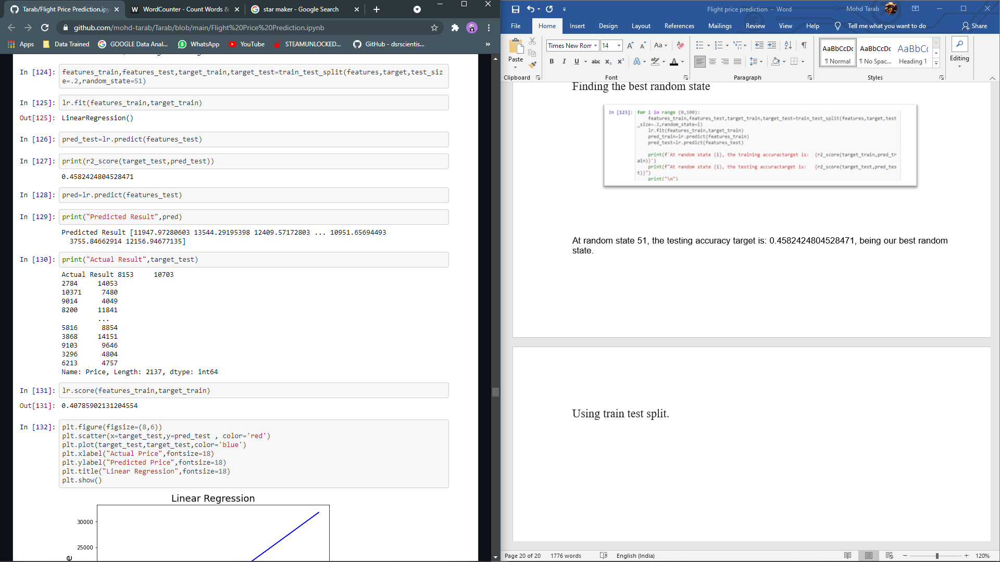 Tarab/Flight Price Prediction.ipy
WordCounter - Count Words &
star maker - Google Search
github.com/mohd-tarab/Tarab/blob/main/Flight%20Price%20Prediction.ipynb
Apps
Data Trained
GOOGLE Data Anal...
WhatsApp
YouTube
STEAMUNLOCKED...
GitHub - dsrscientis...
»
In [124]: features_train,features_test,target_train,target_test=train_test_split(features,target,test_siz
e=.2,random_state=51)
In [125]: lr.fit(features_train,target_train)
Out[125]: LinearRegression()
In [126]: pred_test=lr.predict(features_test)
In [127]: print(r2_score(target_test,pred_test))
0.4582424804528471
In [128]: pred=lr.predict(features_test)
In [129]: print("Predicted Result",pred)
Predicted Result [11947.97280603 13544.29195398 12409.57172803 ... 10951.65694493
3755.84662914 12156.94677135]
In [130]: print("Actual Result",target_test)
Actual Result 8153     10703
2784     14053
10371     7480
9014      4049
8200     11841
...
5816      8854
3868     14151
9103      9646
3296      4804
6213      4757
Name: Price, Length: 2137, dtype: int64
In [131]: lr.score(features_train,target_train)
Out[131]: 0.40785902131204554
In [132]: plt.figure(figsize=(8,6))
plt.scatter(x=target_test,y=pred_test , color='red')
plt.plot(target_test,target_test,color='blue')
plt.xlabel("Actual Price",fontsize=18)
plt.ylabel("Predicted Price",fontsize=18)
plt.title("Linear Regression",fontsize=18)
plt.show()
Linear Regression
30000
25000
Flight price prediction - Word
Mohd Tarab
File
Home
Insert
Design
Layout
References
Mailings
Review
View
Help
Tell me what you want to do
Share
Paste
Times New Ror
14
Aa
B I U abc x₂ x²
AaBbCcDc
AaBbCcDc
AaBbCc
¶ Normal
¶ No Spac...
Heading 1
Editing
Clipboard
Font
Paragraph
Styles
Finding the best random state
In [123]: for i in range (0,100):
features_train,features_test,target_train,target_test=train_test_split(features,target,test
_size=.2,random_state=i)
lr.fit(features_train,target_train)
pred_train=lr.predict(features_train)
pred_test=lr.predict(features_test)
print(f"At random state {i}, the training accuractarget is:  {r2_score(target_train,pred_tr
ain)}")
print(f"At random state {i}, the testing accuractarget is:   {r2_score(target_test,pred_tes
t)}")
print("\n")
At random state 51, the testing accuracy target is: 0.4582424804528471, being our best random
state.
Using train test split.
Page 20 of 20
1776 words
English (India)
120%